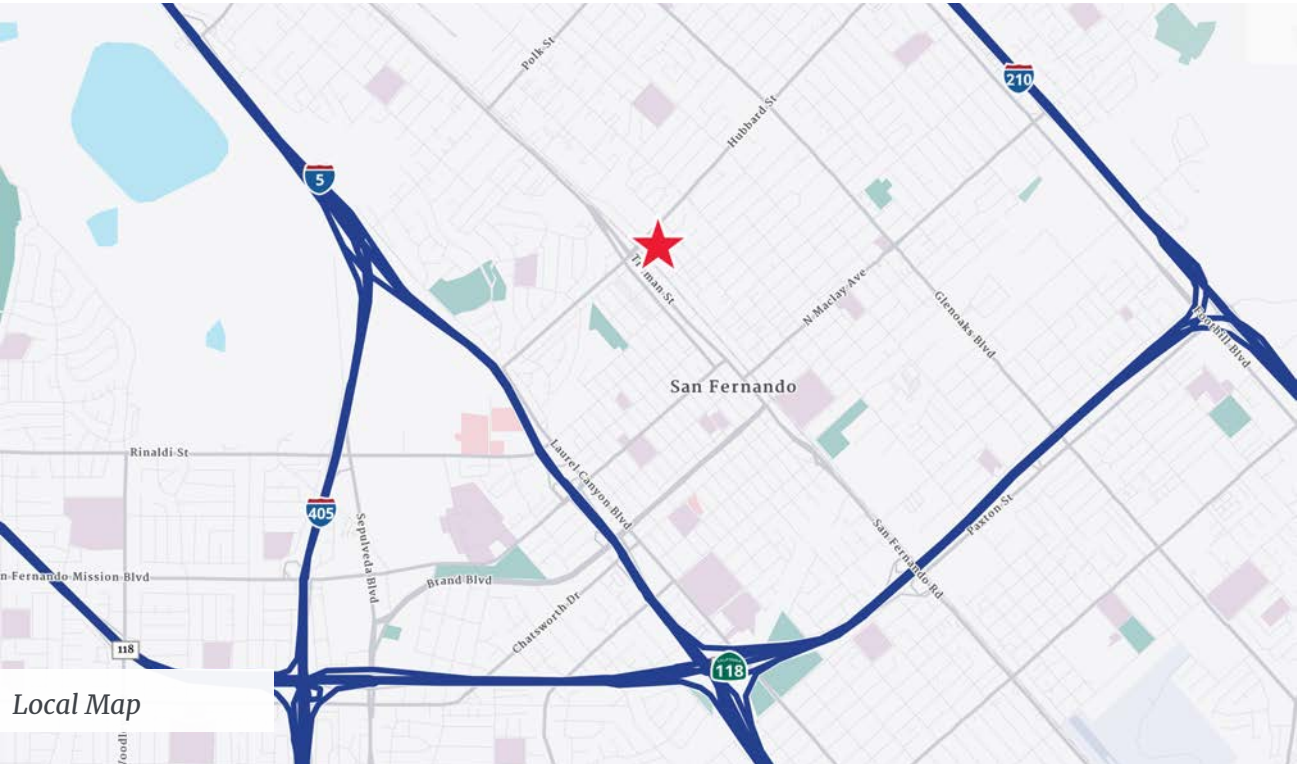 Polk St
210
Hubbard St
5
Tr man St
N Maclay Ave
Glenoaks Blvd
Foothill Blvd
San Fernando
Rinaldi St
Laurel Canyon Blvd
405
Sepulveda Blvd
Paxton St
San Fernando Rd
n Fernando Mission Blvd
Brand Blvd
Chatsworth Dr
118
118
Local Map